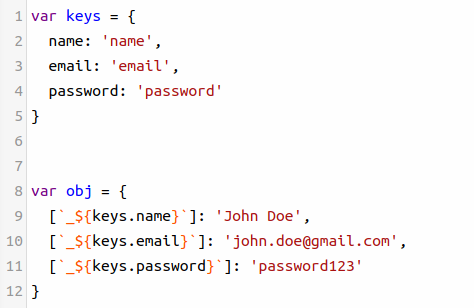 1 var keys = {
2   name: 'name',
3   email: 'email',
4   password: 'password'
5 }
6
7
8 var obj = {
9   [`_${keys.name}`]: 'John Doe',
10   [`_${keys.email}`]: 'john.doe@gmail.com',
11   [`_${keys.password}`]: 'password123'
12 }